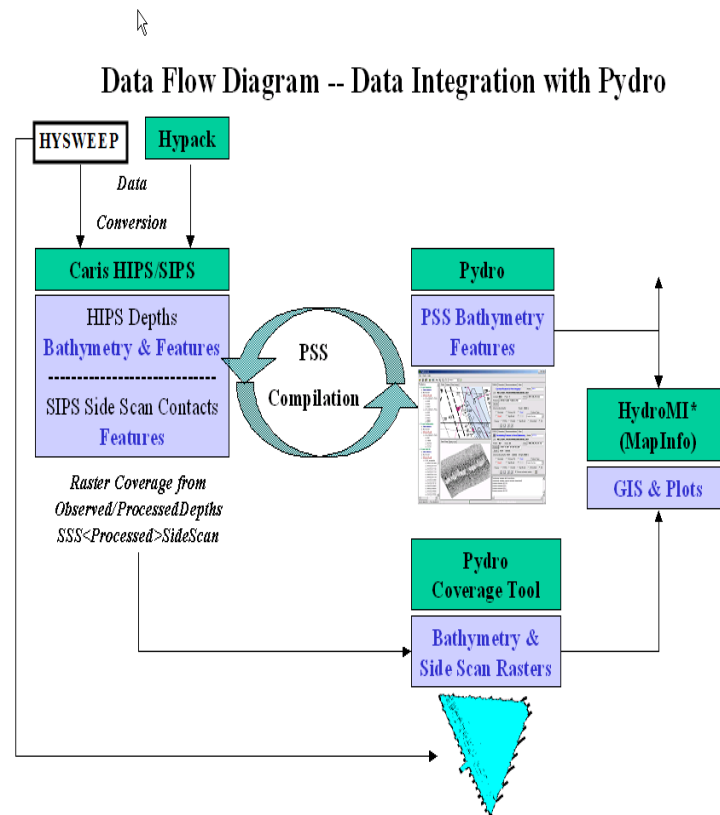 Data Flow Diagram -- Data Integration with Pydro
HYSWEEP
Hypack
Data
Conversion
Caris HIPS/SIPS
HIPS Depths
Bathymetry & Features
SIPS Side Scan Contacts
Features
PSS
Compilation
Pydro
PSS Bathymetry
Features
HydroMI*
(MapInfo)
GIS & Plots
Raster Coverage from
Observed/ProcessedDepths
SSS<Processed>SideScan
Pydro
Coverage Tool
Bathymetry &
Side Scan Rasters